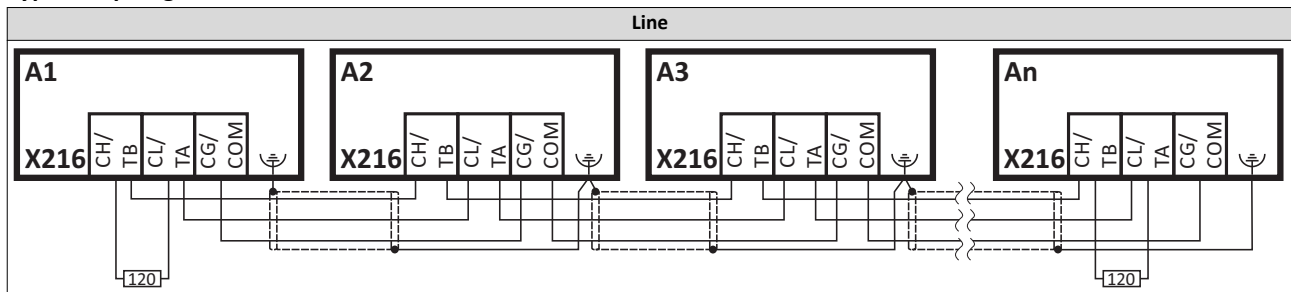 Line
A1 A2 A3 An
X216 CH/ TB CL/ TA CG/ COM X216 CH/ TB CL/ TA CG/ COM X216 CH/ TB CL/ TA CG/ COM X216 CH/ TB CL/ TA CG/ COM
120 120